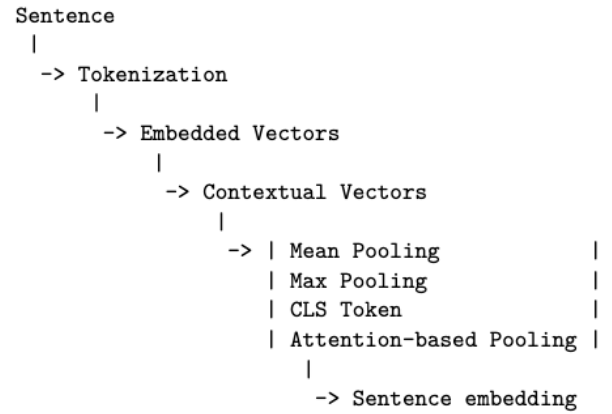 Sentence
|
-> Tokenization
|
-> Embedded Vectors
|
-> Contextual Vectors
|
-> | Mean Pooling |
| Max Pooling |
| CLS Token |
| Attention-based Pooling |
|
-> Sentence embedding